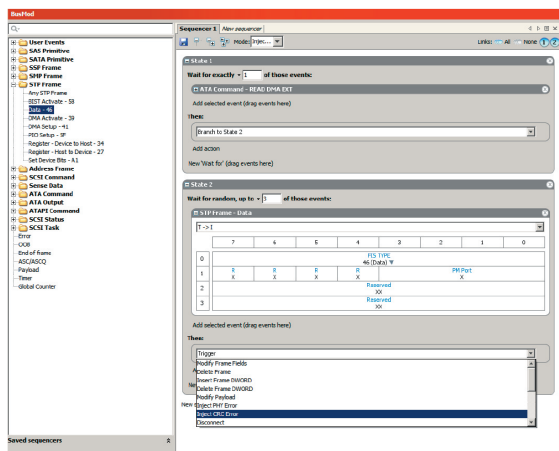 BusMod
Sequencer 1 New sequencer
Mode: Injec...
Links: All None 1 2
User Events
SAS Primitive
SATA Primitive
SSP Frame
SMP Frame
STP Frame
Any STP Frame
BIST Activate - 58
Data - 46
DMA Activate - 39
DMA Setup - 41
PIO Setup - 5F
Register - Device to Host - 34
Register - Host to Device - 27
Set Device Bits - A1
Address Frame
SCSI Command
Sense Data
ATA Command
ATA Output
ATAPI Command
SCSI Status
SCSI Task
Error
OOB
End of frame
ASC/ASCQ
Payload
Timer
Global Counter
Saved sequencers
State 1
Wait for exactly 1 of those events:
ATA Command - READ DMA EXT
Add selected event (drag events here)
Then:
Branch to State 2
Add action
New 'Wait for' (drag events here)
State 2
Wait for random, up to 3 of those events:
STP Frame - Data
T -> I
7 6 5 4 3 2 1 0
0 FIS TYPE
46 (Data)
1 R R R R PM Port
X X X X X
2 Reserved
XX
3 Reserved
XX
Add selected event (drag events here)
Then:
Trigger
Modify Frame Fields
Delete Frame
Insert Frame DWORD
Delete Frame DWORD
Modify Payload
Inject PHY Error
Inject CRC Error
Disconnect